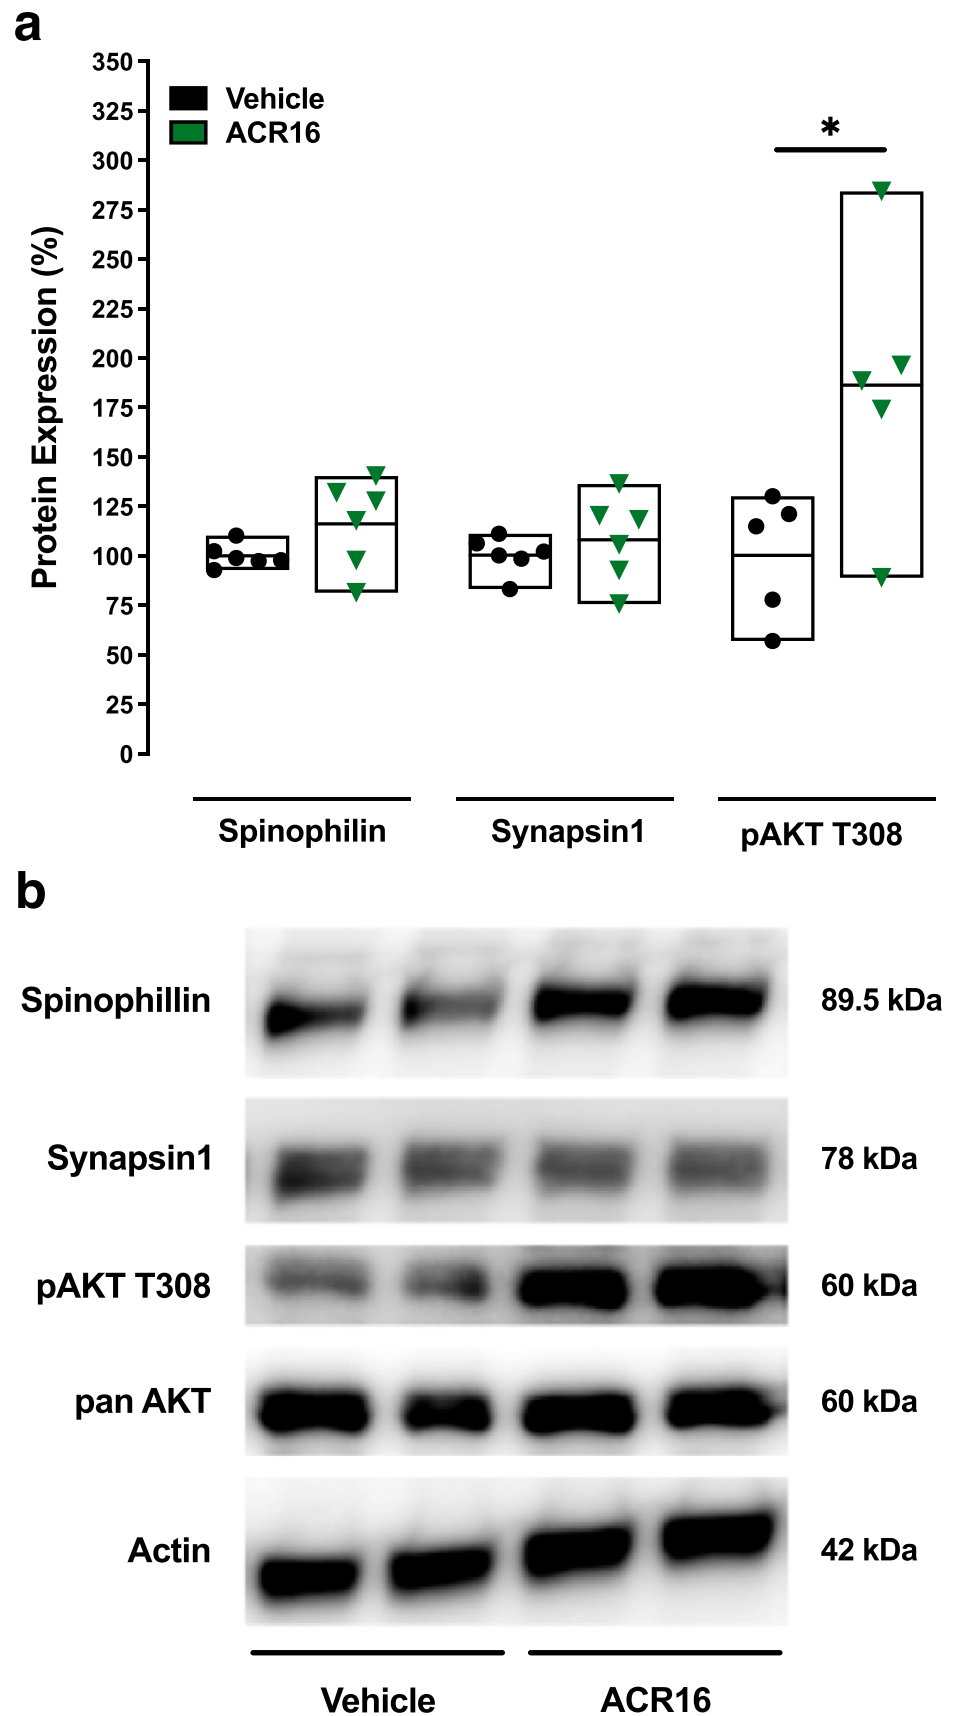 a
350
325
300
275
250
225
200
175
150
125
100
75
50
25
0
Protein Expression (%)
Vehicle
ACR16
*
Spinophilin
Synapsin1
pAKT T308
b
Spinophillin 89.5 kDa
Synapsin1 78 kDa
pAKT T308 60 kDa
pan AKT 60 kDa
Actin 42 kDa
Vehicle ACR16